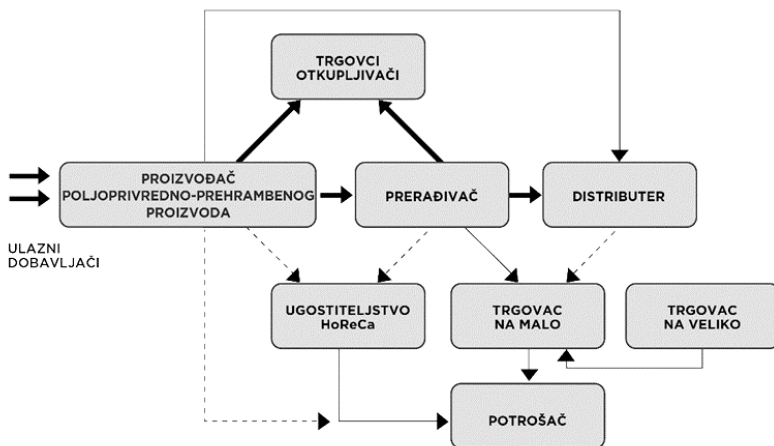 TRGOVCI
OTKUPLJIVAČI
PROIZVOĐAČ
POLJOPRIVREDNO-PREHRAMBENOG
PROIZVODA
PRERAĐIVAČ
DISTRIBUTER
ULAZNI
DOBAVLJAČI
UGOSTITELJSTVO
HoReCa
TRGOVAC
NA MALO
TRGOVAC
NA VELIKO
POTROŠAČ